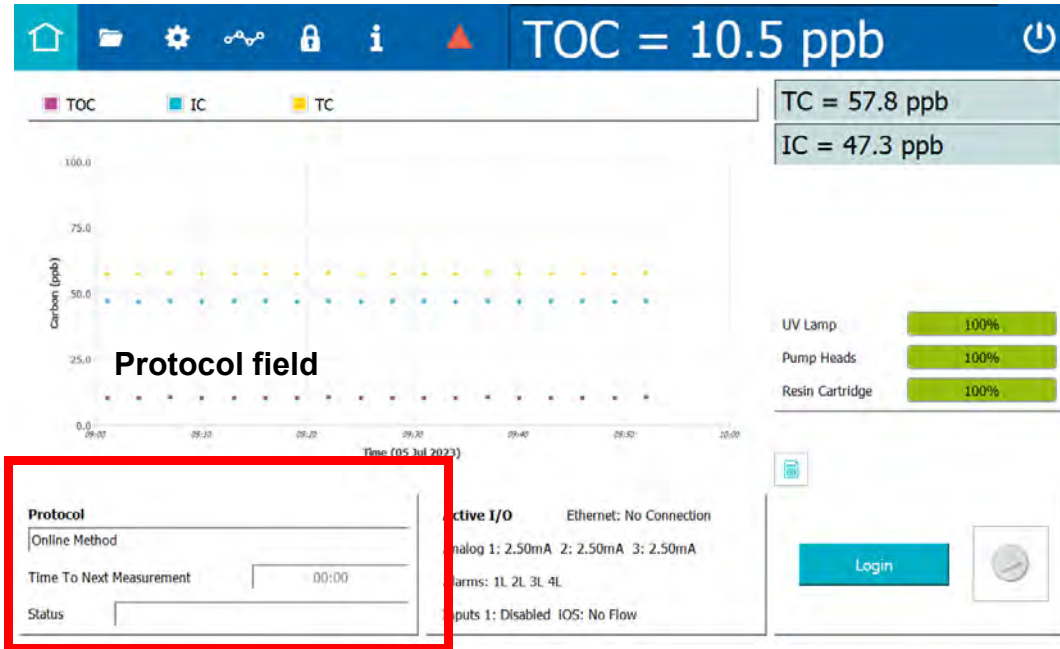 TOC = 10.5 ppb
TOC
IC
TC
TC = 57.8 ppb
IC = 47.3 ppb
100.0
75.0
50.0
25.0
0.0
Carbon (ppb)
Protocol field
09:00
09:10
09:20
09:30
09:40
09:50
10:00
Time (05 Jul 2023)
UV Lamp 100%
Pump Heads 100%
Resin Cartridge 100%
Protocol
Online Method
Time To Next Measurement 00:00
Status
Active I/O Ethernet: No Connection
Analog 1: 2.50mA 2: 2.50mA 3: 2.50mA
Alarms: 1L 2L 3L 4L
Inputs 1: Disabled iOS: No Flow
Login